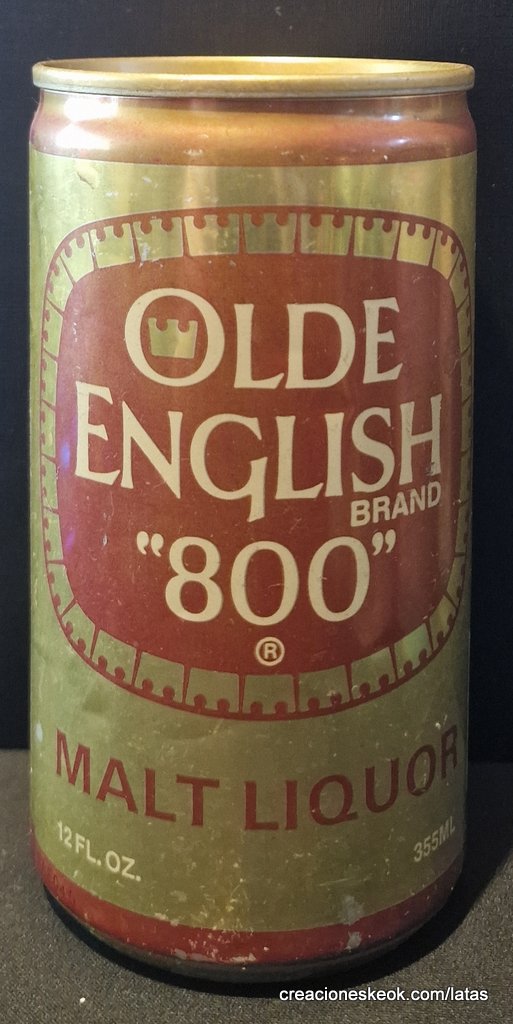 OLDE
ENGLISH
BRAND
“800”
®
MALT LIQUOR
12 FL. OZ.
355ML
creacioneskeok.com/latas